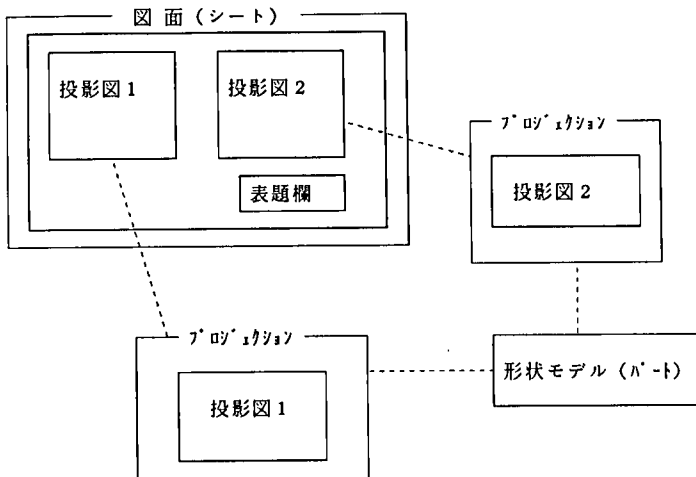 図面(シート)
投影図1
投影図2
表題欄
プロジェクション
投影図2
プロジェクション
投影図1
形状モデル(パート)